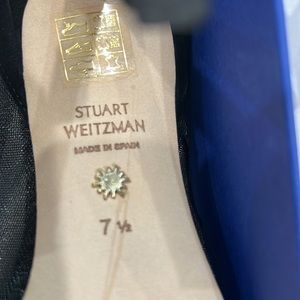 STUART
WEITZMAN
MADE IN SPAIN
7 ½